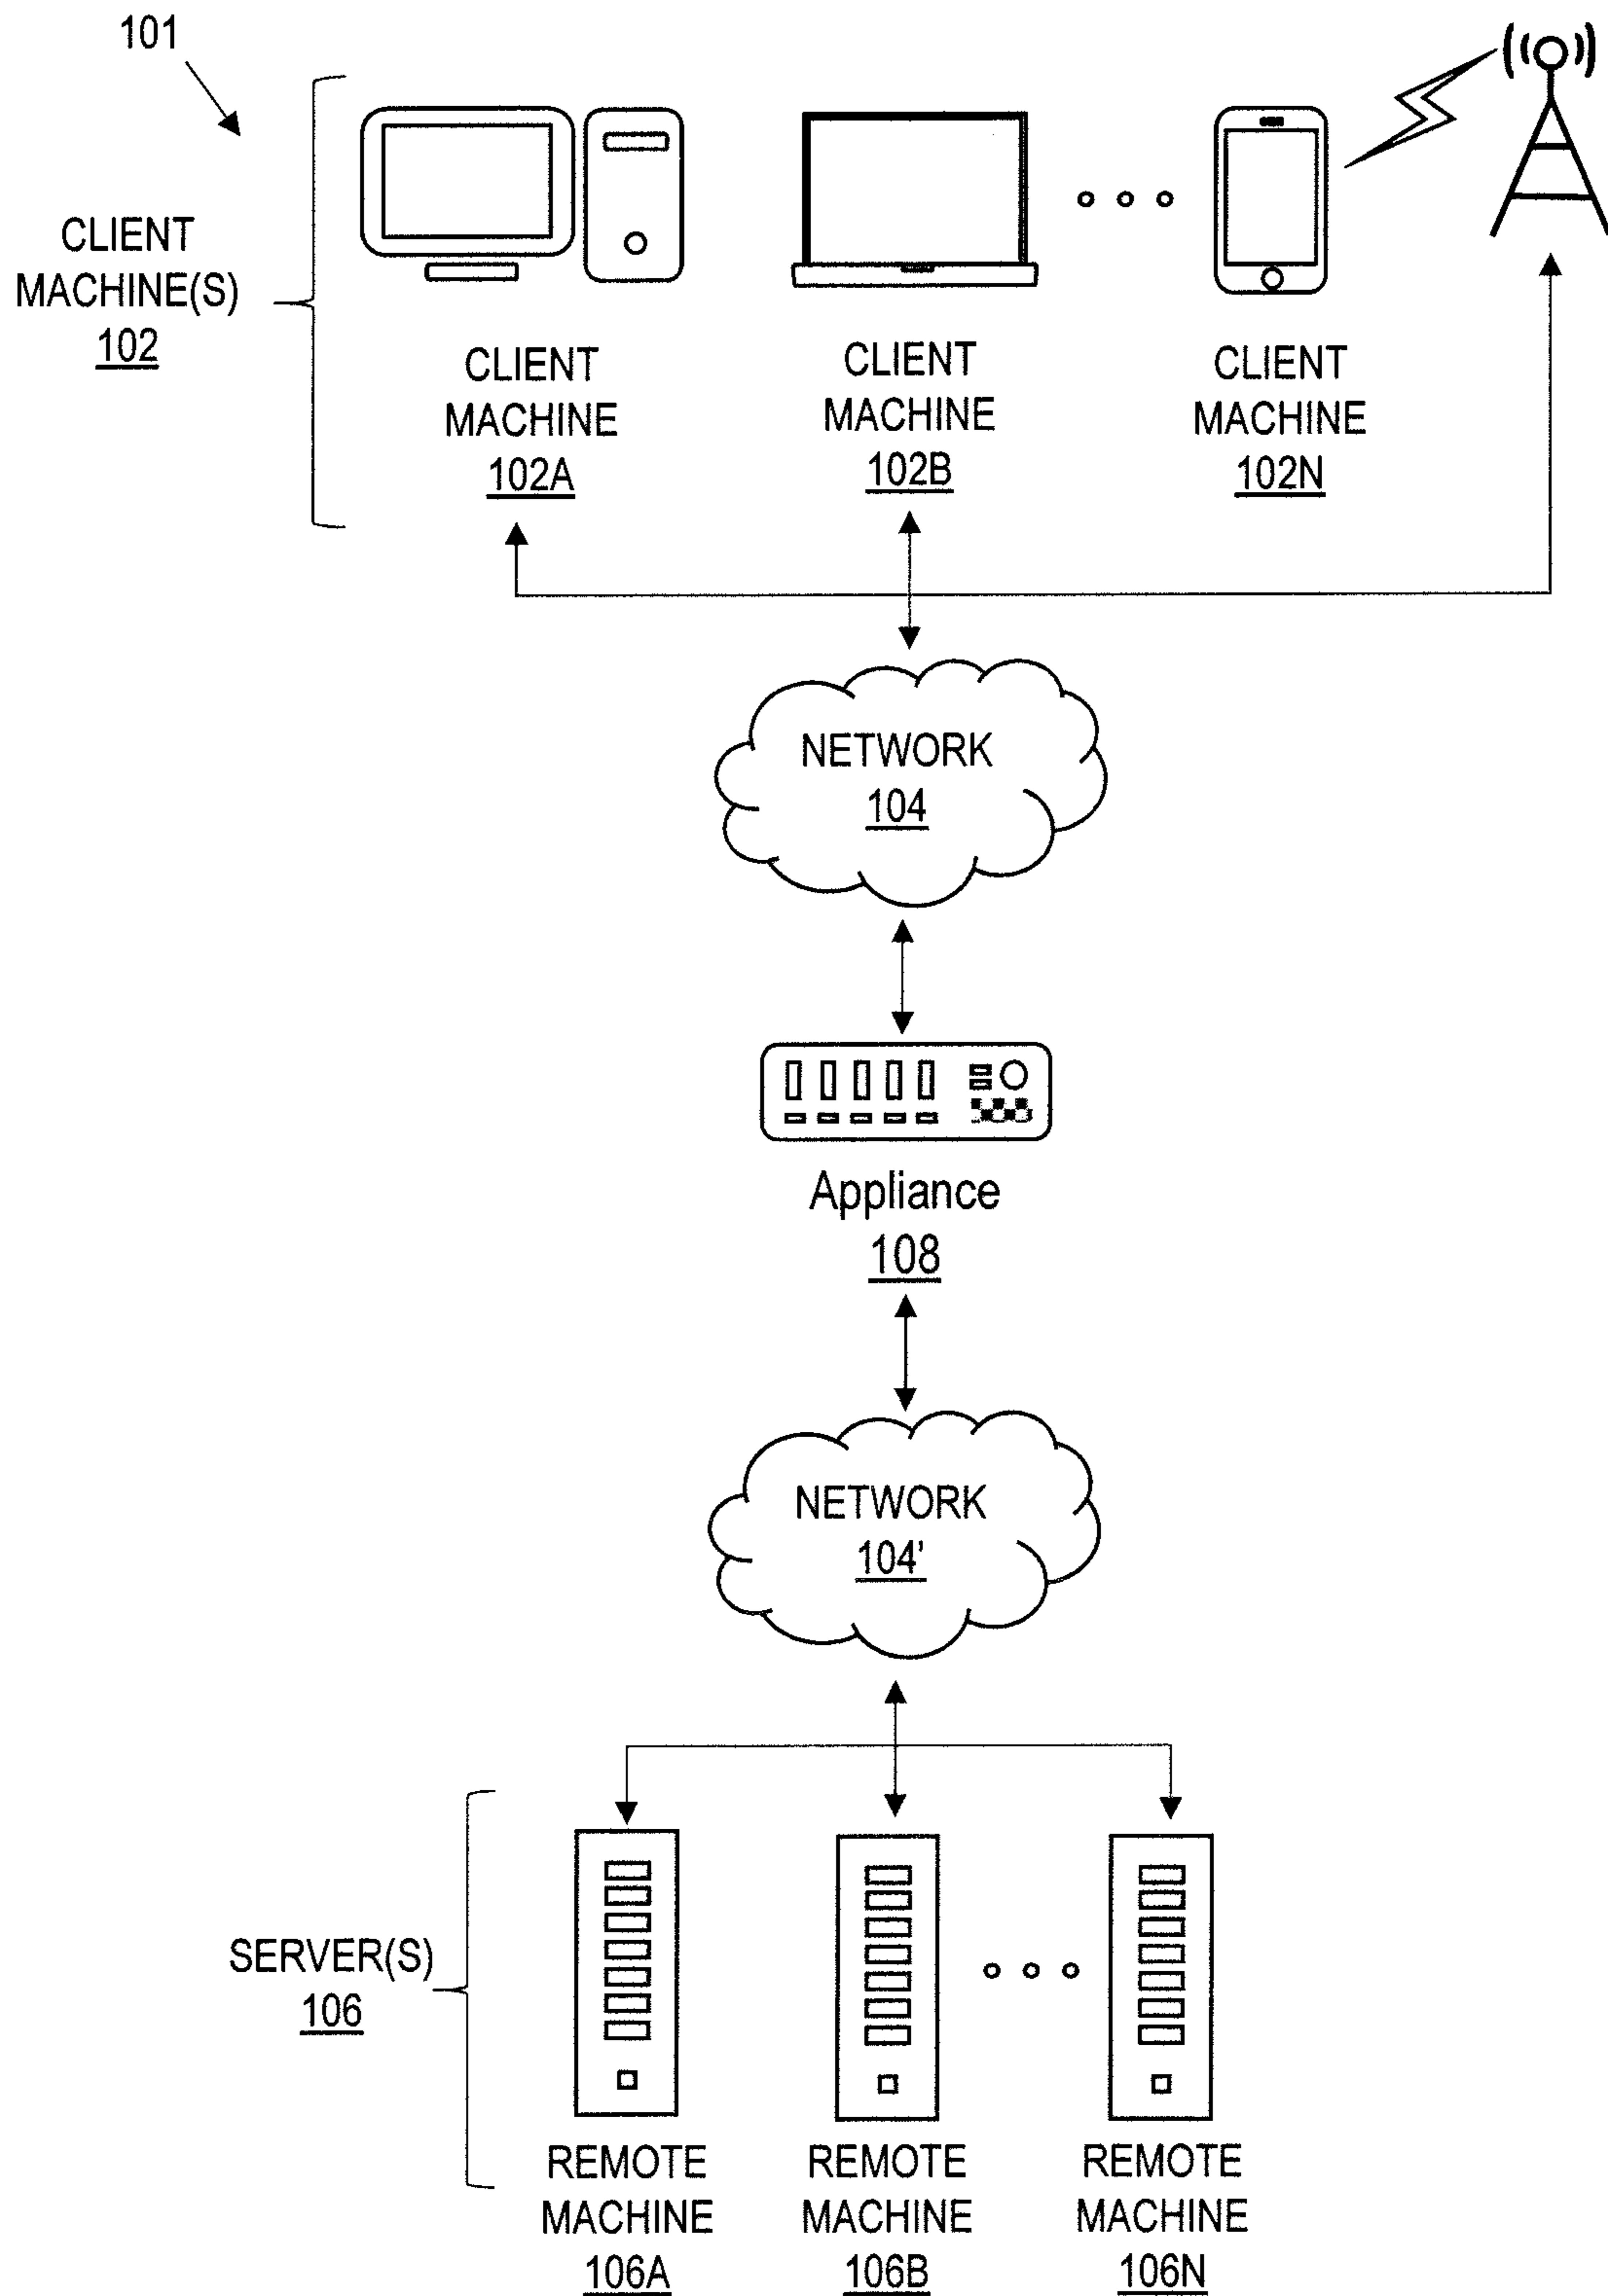 101
CLIENT
MACHINE(S)
102
CLIENT
MACHINE
102A
CLIENT
MACHINE
102B
CLIENT
MACHINE
102N
NETWORK
104
Appliance
108
NETWORK
104'
SERVER(S)
106
REMOTE
MACHINE
106A
REMOTE
MACHINE
106B
REMOTE
MACHINE
106N